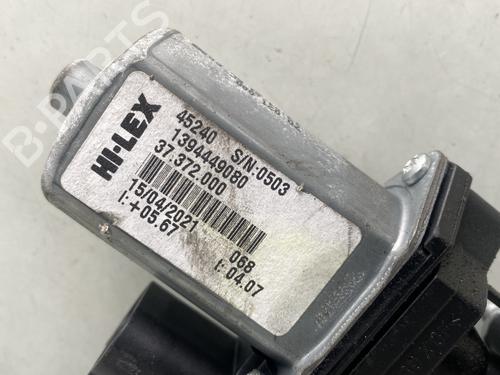 B-PARTS
HI-LEX
45240 S/N:0503
1394449080
37.372.000
15/04/2021 068
I:+05.67 I: 04.07